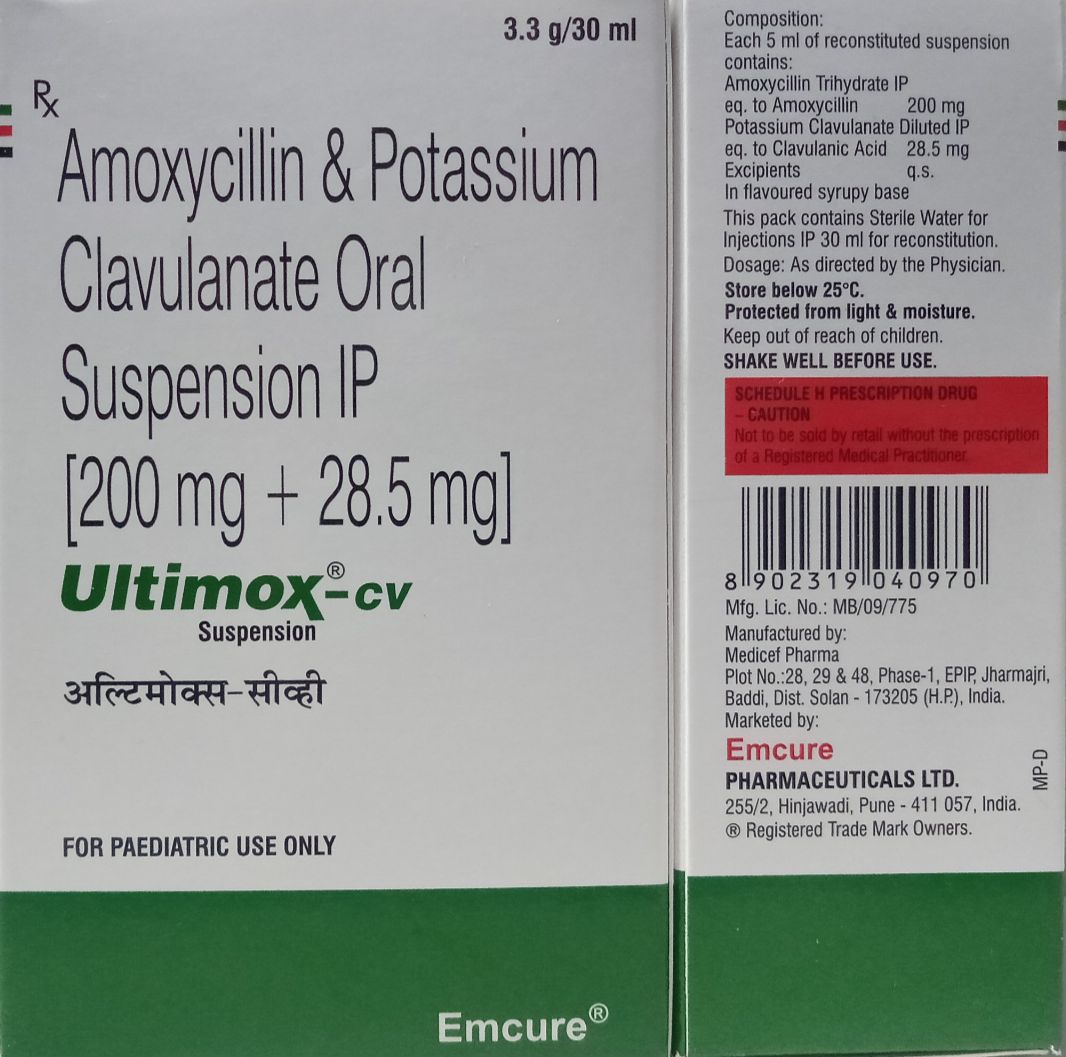 3.3 g/30 ml
Rx
Amoxycillin & Potassium
Clavulanate Oral
Suspension IP
[200 mg + 28.5 mg]
Ultimox®-CV
Suspension
अल्टिमोक्स-सीव्ही
FOR PAEDIATRIC USE ONLY
Emcure®
Composition:
Each 5 ml of reconstituted suspension
contains:
Amoxycillin Trihydrate IP
eq. to Amoxycillin 200 mg
Potassium Clavulanate Diluted IP
eq. to Clavulanic Acid 28.5 mg
Excipients q.s.
In flavoured syrupy base
This pack contains Sterile Water for
Injections IP 30 ml for reconstitution.
Dosage: As directed by the Physician.
Store below 25°C.
Protected from light & moisture.
Keep out of reach of children.
SHAKE WELL BEFORE USE.
SCHEDULE H PRESCRIPTION DRUG
– CAUTION
Not to be sold by retail without the prescription
of a Registered Medical Practitioner.
8 902319 040970
Mfg. Lic. No.: MB/09/775
Manufactured by:
Medicef Pharma
Plot No.:28, 29 & 48, Phase-1, EPIP, Jharmajri,
Baddi, Dist. Solan - 173205 (H.P.), India.
Marketed by:
Emcure
PHARMACEUTICALS LTD.
255/2, Hinjawadi, Pune - 411 057, India.
® Registered Trade Mark Owners.
MP-D